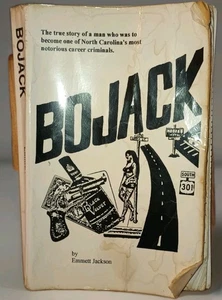 BOJACK
The true story of a man who was to
become one of North Carolina's most
notorious career criminals.
BOJACK
SOUTH
301
by
Emmett Jackson